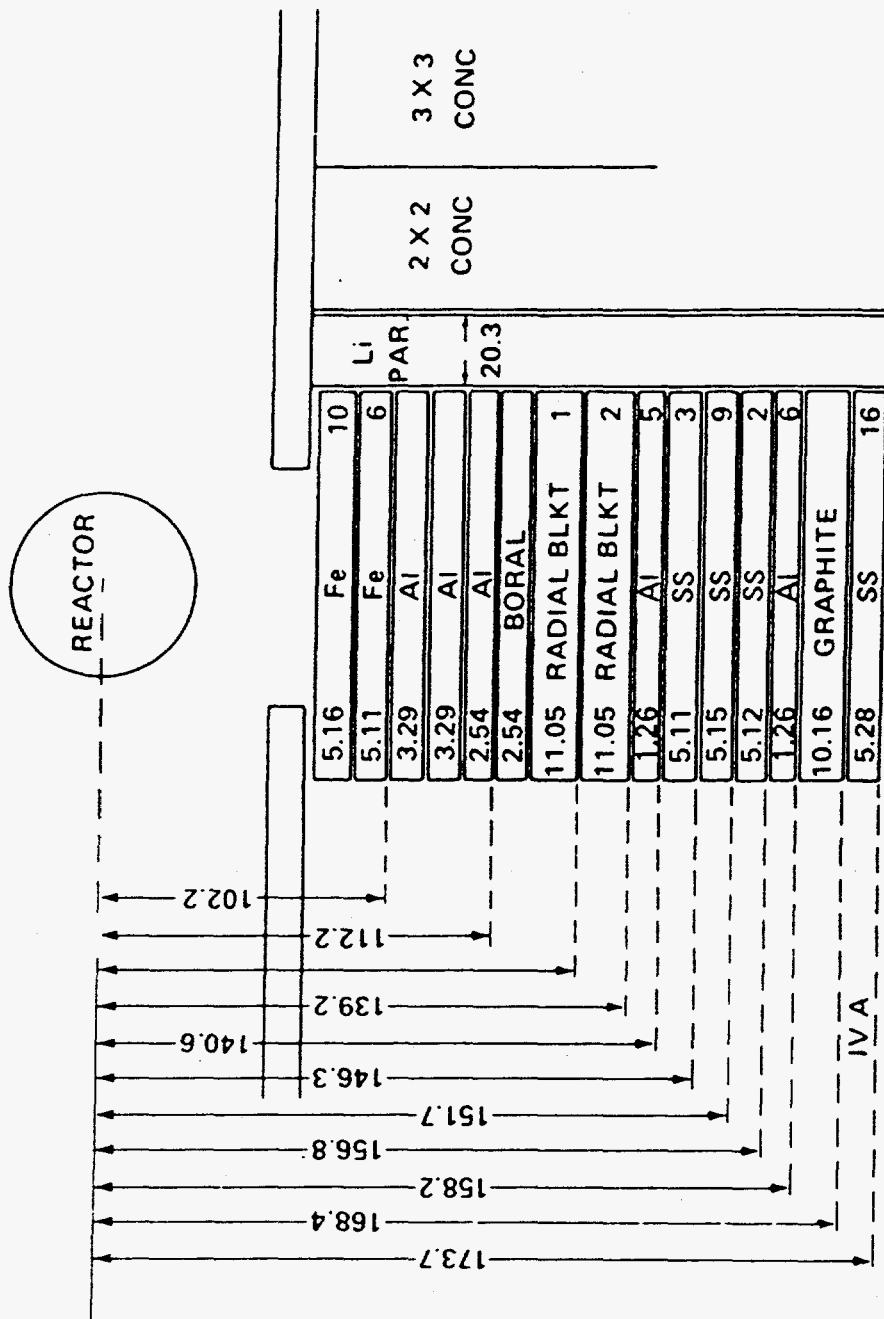 REACTOR
3 X 3
CONC
2 X 2
CONC
Li
PAR.
20.3
5.16 Fe 10
5.11 Fe 6
3.29 Al
3.29 Al
2.54 Al
2.54 BORAL
11.05 RADIAL BLKT 1
11.05 RADIAL BLKT 2
1.26 Al 5
5.11 SS 3
5.15 SS 9
5.12 SS 2
1.26 Al 6
10.16 GRAPHITE
5.28 SS 16
102.2
112.2
139.2
140.6
146.3
151.7
156.8
158.2
168.4
173.7
IV A